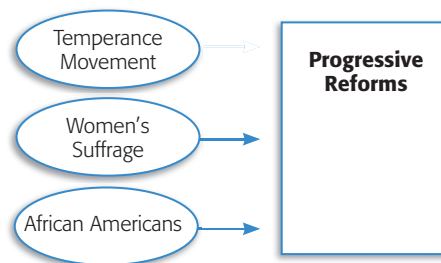 Temperance
Movement
Progressive
Reforms
Women's
Suffrage
African Americans